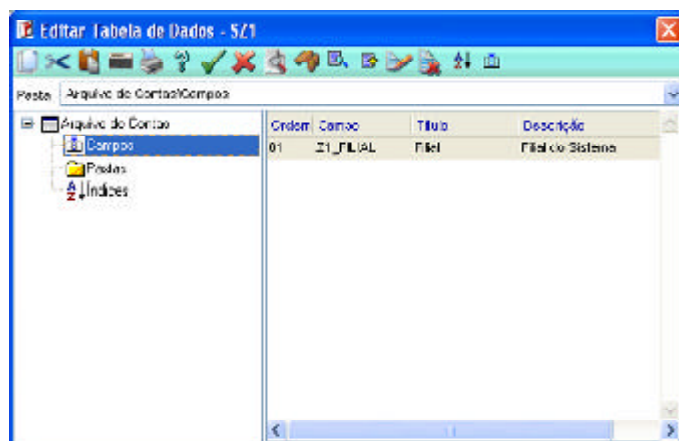 Editar Tabela de Dados - SZ1
Pasta Arquivo de Contas\Campos
Arquivo de Contas
Campos
Pastas
Índices
Ordem Campo Título Descrição
01 Z1_FILIAL Filial Filial do Sistema